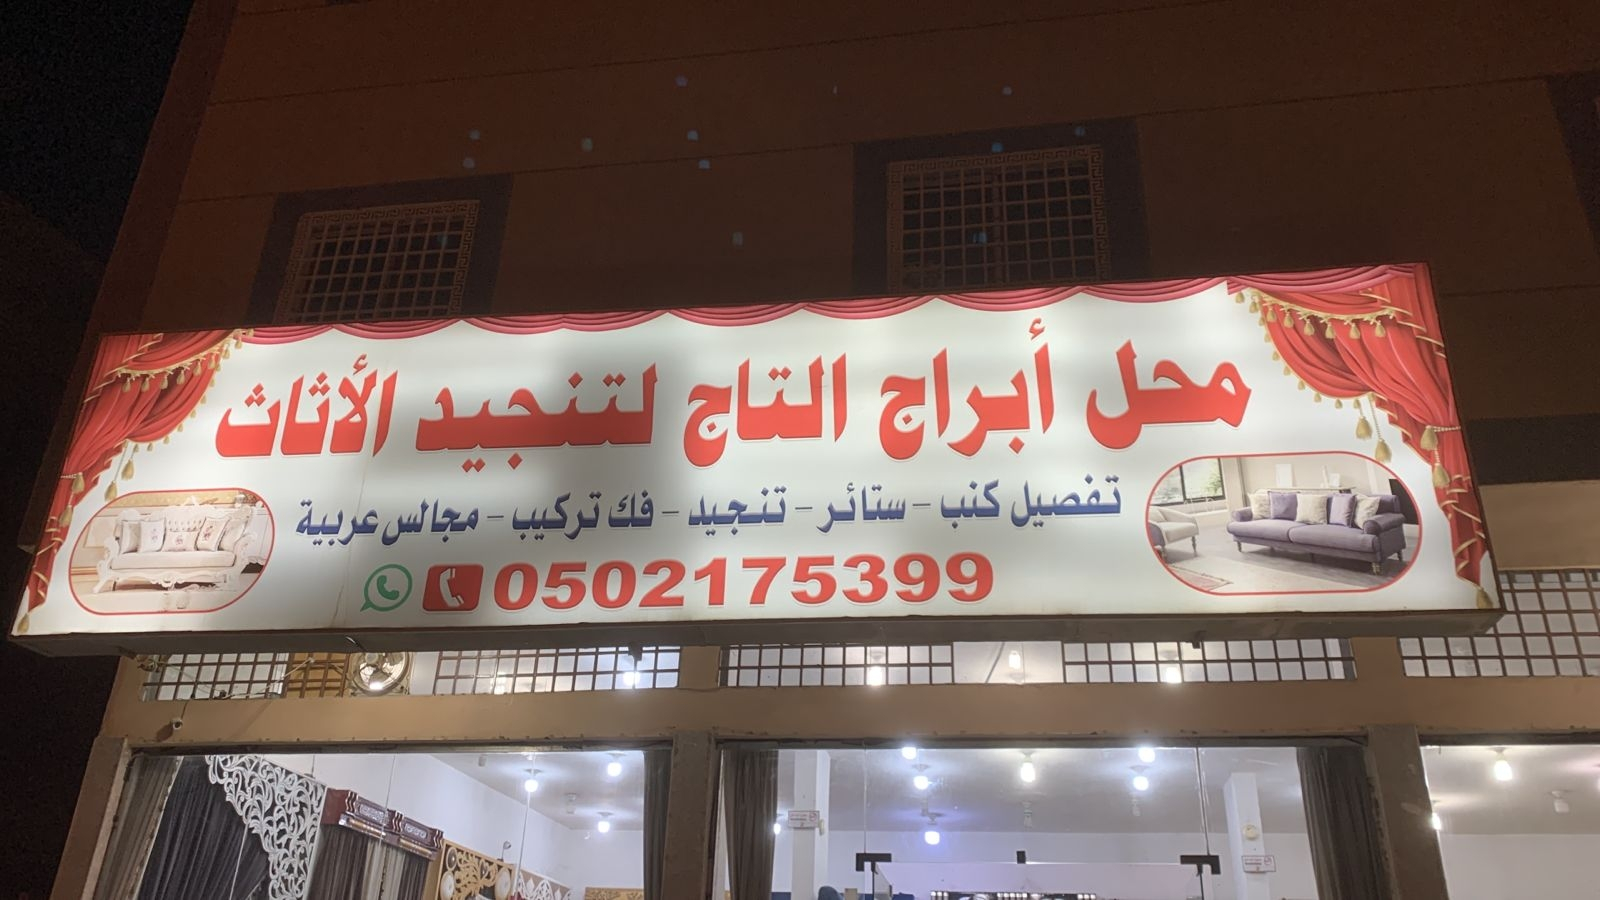 محل أبراج التاج لتنجيد الأثاث
تفصيل كنب - ستائر - تنجيد - فك تركيب - مجالس عربية
0502175399